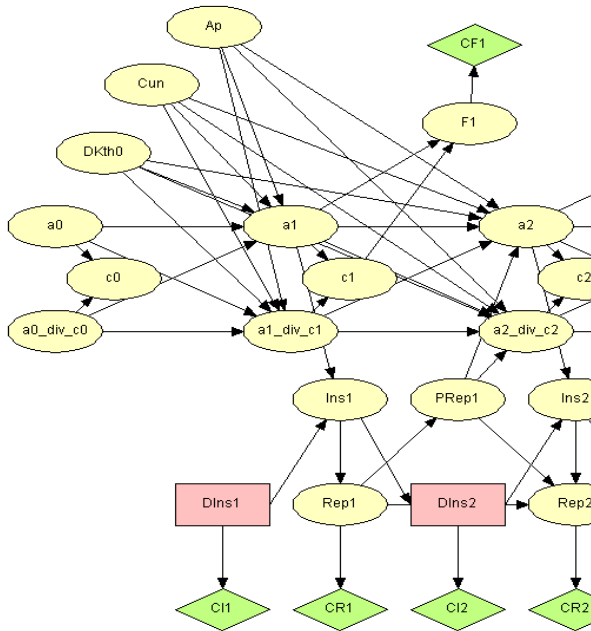 Ap
CF1
Cun
F1
DKth0
a0
a1
a2
c0
c1
c2
a0_div_c0
a1_div_c1
a2_div_c2
Ins1
PRep1
Ins2
DIns1
Rep1
DIns2
Rep2
CI1
CR1
CI2
CR2